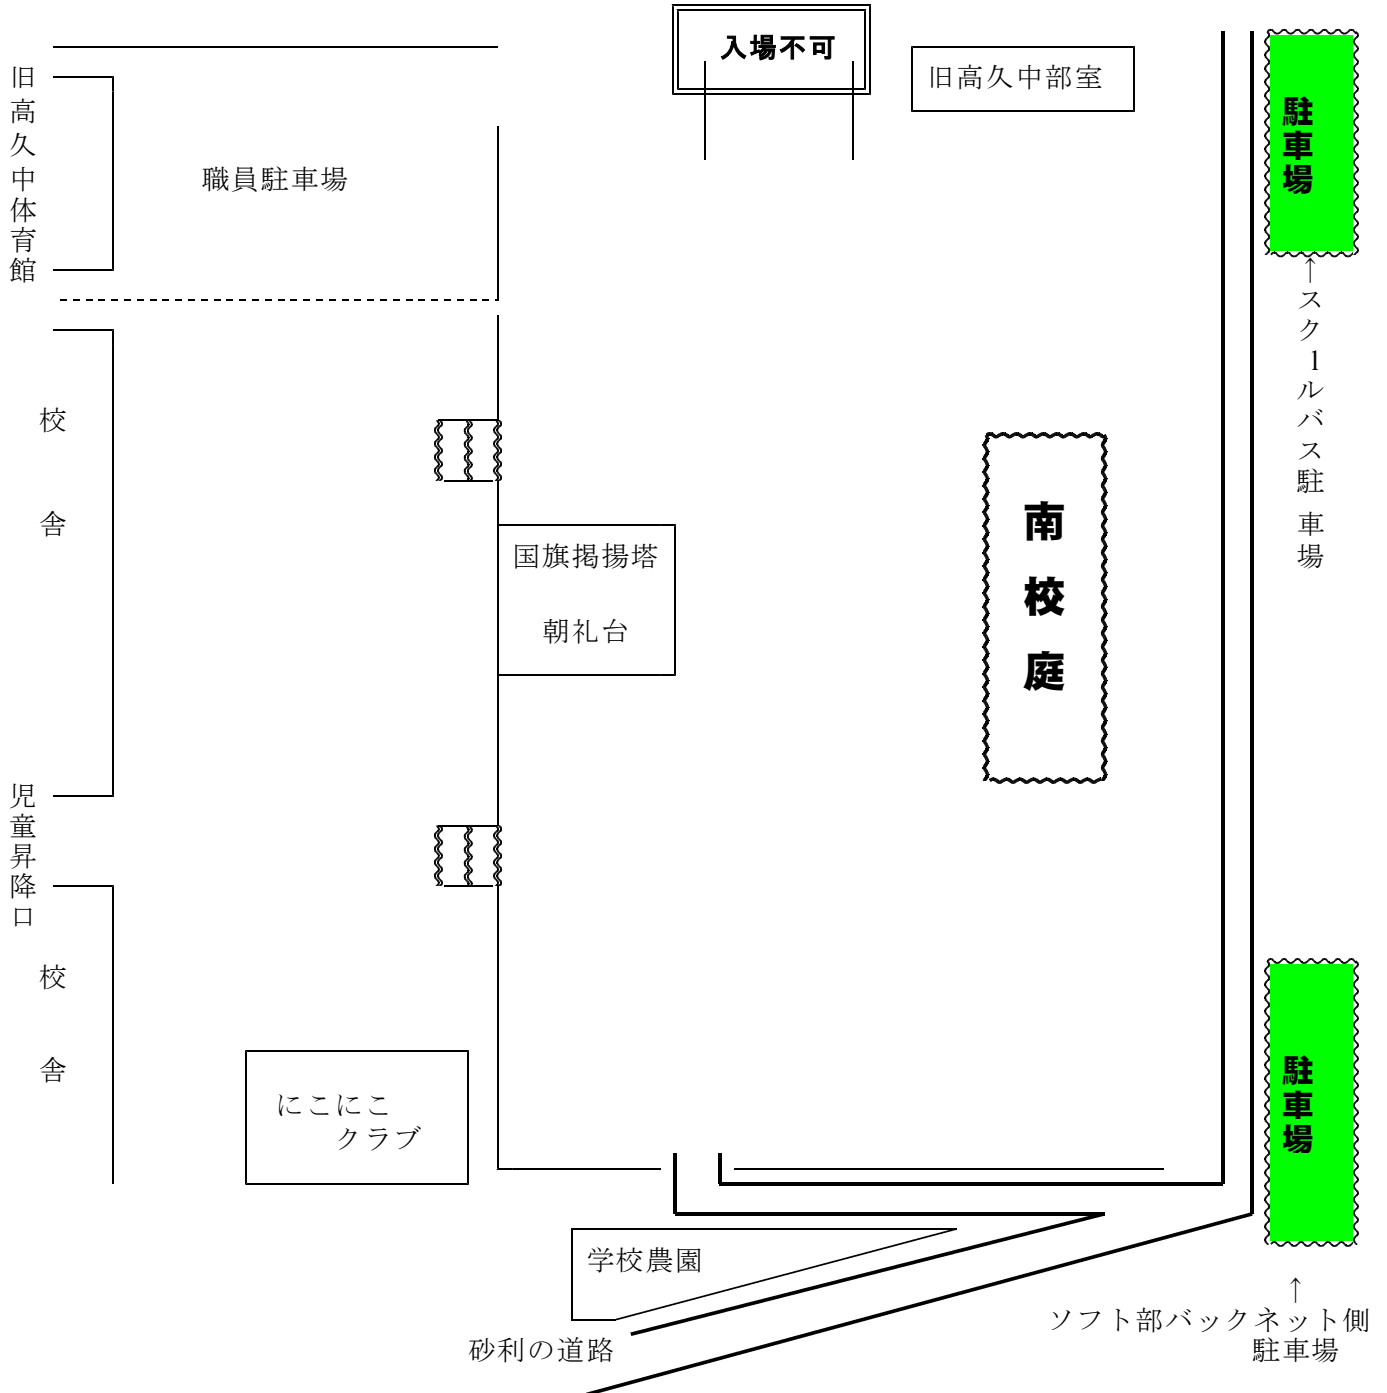 入場不可
旧高久中部室
旧高久中体育館
職員駐車場
駐車場
↑スクールバス駐車場
校舎
国旗掲揚塔
朝礼台
南校庭
児童昇降口
校舎
にこにこ
クラブ
駐車場
学校農園
砂利の道路
↑
ソフト部バックネット側
駐車場